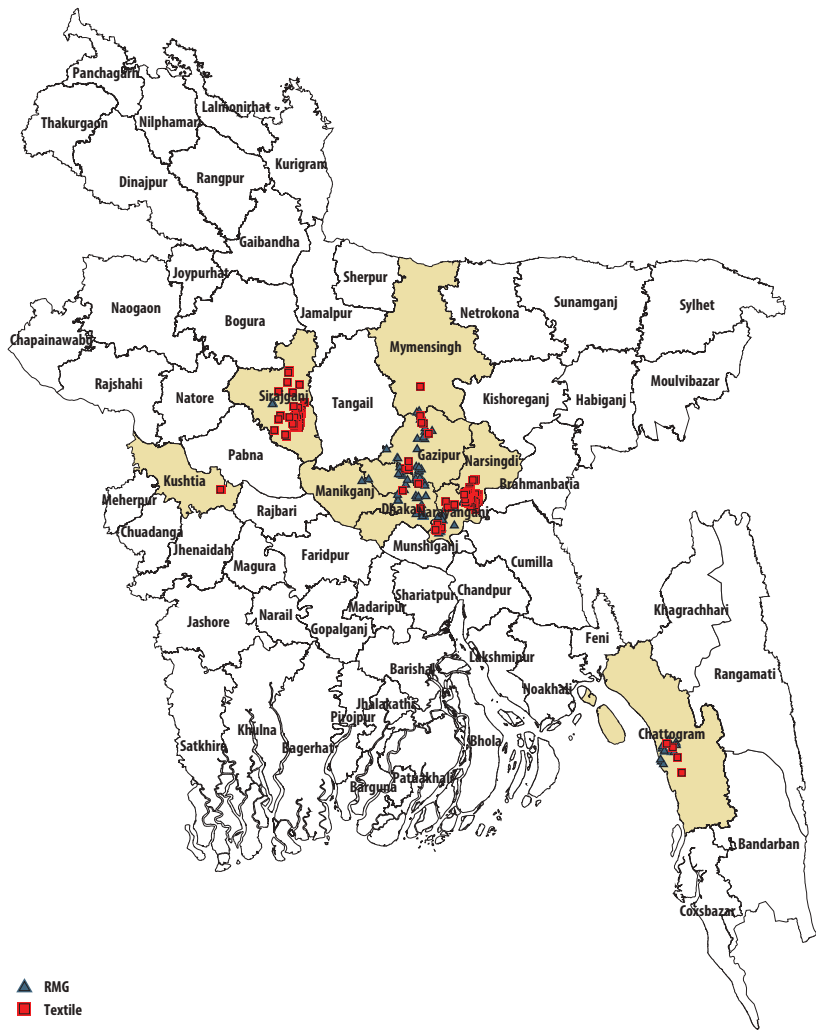 Panchagarh
Lalmonirhat
Thakurgaon
Nilphamari
Kurigram
Dinajpur
Rangpur
Gaibandha
Joypurhat
Sherpur
Naogaon
Jamalpur
Netrokona
Sunamganj
Sylhet
Bogura
Chapainawabg
Mymensingh
Rajshahi
Natore
Sirajganj
Tangail
Kishoreganj
Habiganj
Moulvibazar
Pabna
Gazipur
Narsingdi
Kushtia
Manikganj
Brahmanbaria
Meherpur
Rajbari
Dhaka
Narayanganj
Chuadanga
Jhenaidah
Magura
Faridpur
Munshiganj
Cumilla
Jashore
Narail
Madaripur
Shariatpur
Chandpur
Gopalganj
Khagrachhari
Feni
Barishal
Lakshmipur
Rangamati
Noakhali
Jhalakathi
Pirojpur
Satkhira
Khulna
Bagerhat
Bhola
Chattogram
Patuakhali
Barguna
Bandarban
Coxsbazar
RMG
Textile